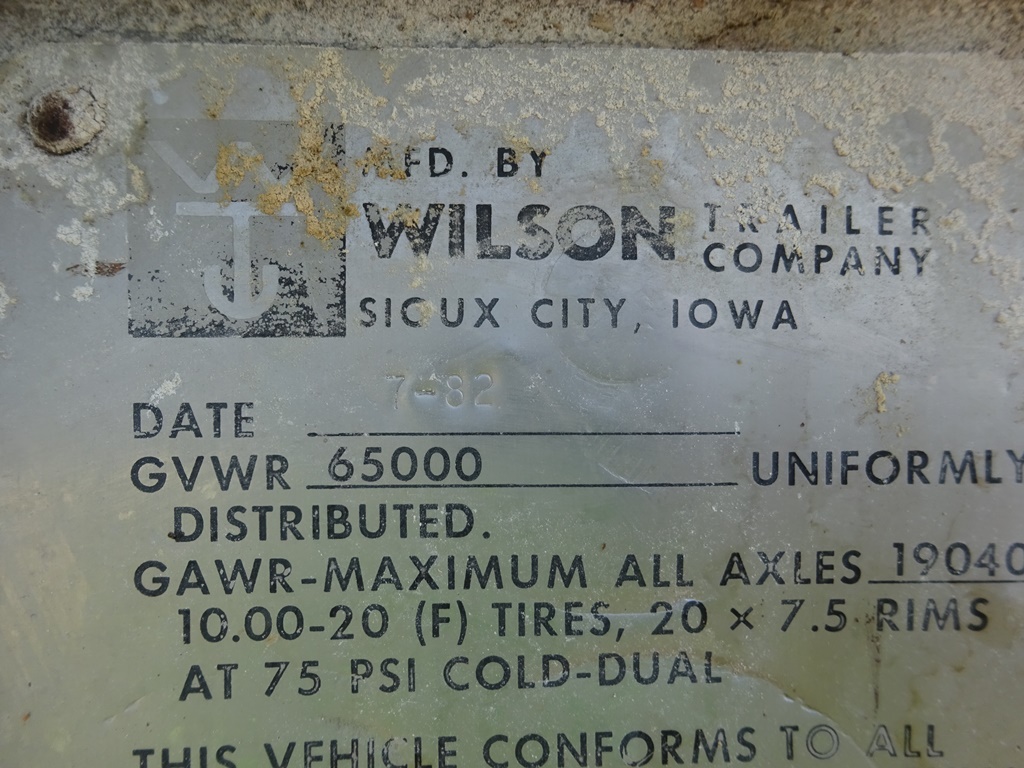 MFD. BY
WILSON TRAILER COMPANY
SIOUX CITY, IOWA
7-82
DATE
GVWR 65000 UNIFORMLY
DISTRIBUTED.
GAWR-MAXIMUM ALL AXLES 19040
10.00-20 (F) TIRES, 20 × 7.5 RIMS
AT 75 PSI COLD-DUAL
THIS VEHICLE CONFORMS TO ALL